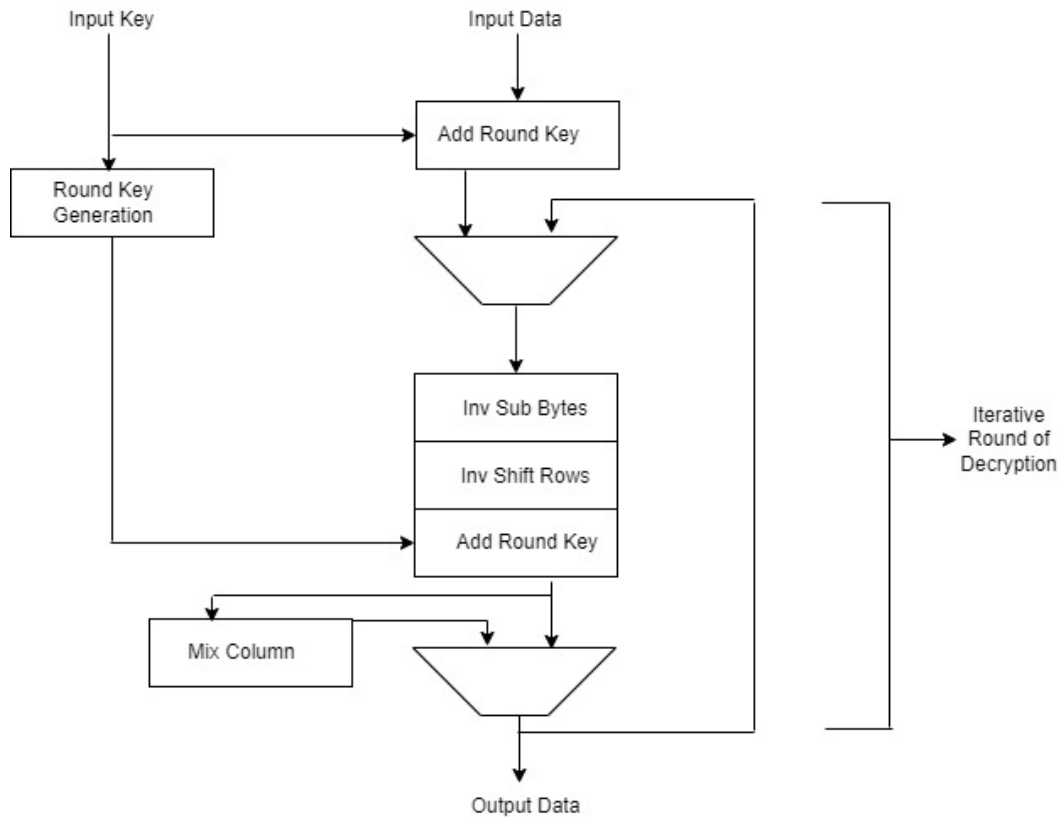 Input Key
Input Data
Add Round Key
Round Key
Generation
Inv Sub Bytes
Inv Shift Rows
Add Round Key
Iterative
Round of
Decryption
Mix Column
Output Data